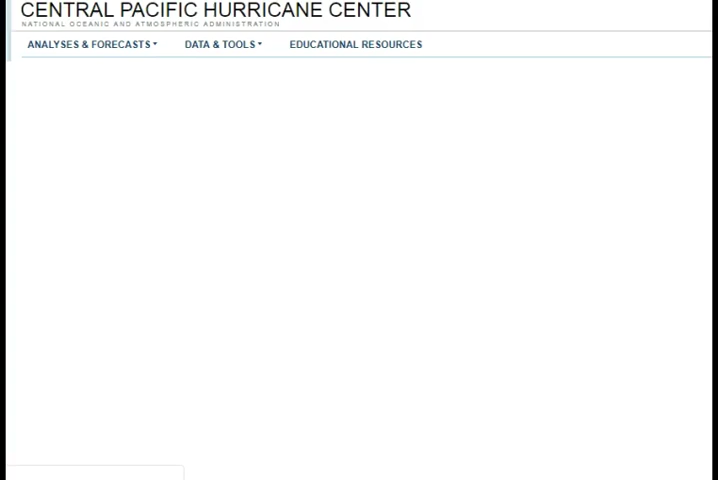 CENTRAL PACIFIC HURRICANE CENTER
NATIONAL OCEANIC AND ATMOSPHERIC ADMINISTRATION
ANALYSES & FORECASTS DATA & TOOLS EDUCATIONAL RESOURCES